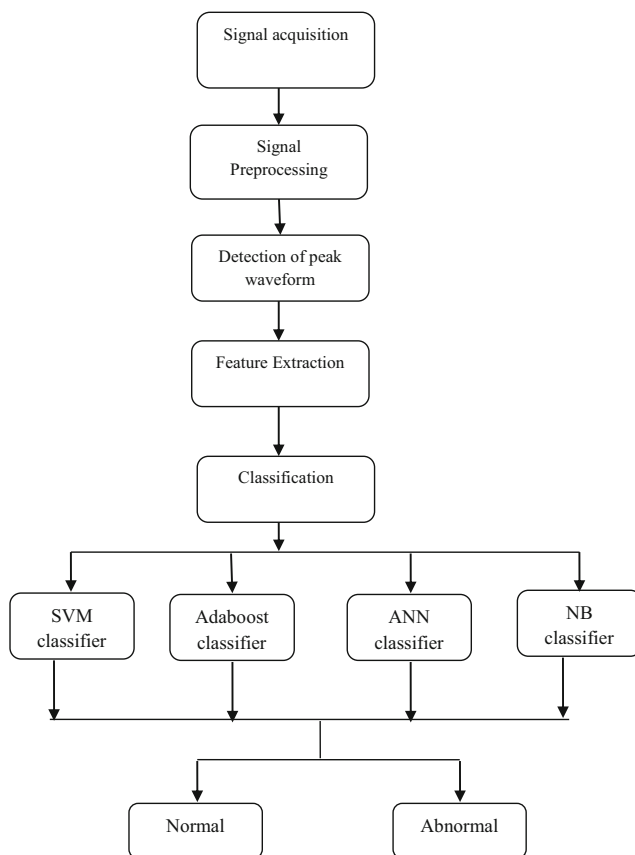 Signal acquisition
Signal
Preprocessing
Detection of peak
waveform
Feature Extraction
Classification
SVM
classifier
Adaboost
classifier
ANN
classifier
NB
classifier
Normal
Abnormal